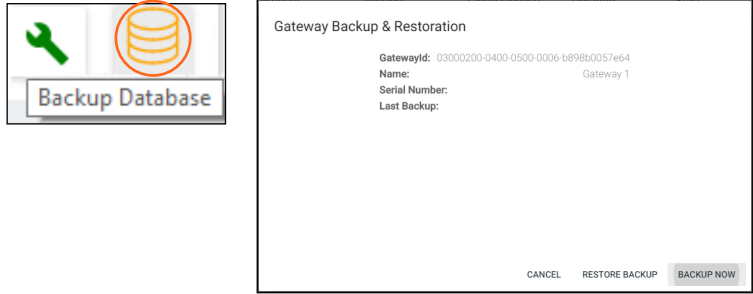 Backup Database
Gateway Backup & Restoration
GatewayId: 03000200-0400-0500-0006-b898b0057e64
Name: Gateway 1
Serial Number:
Last Backup:
CANCEL RESTORE BACKUP BACKUP NOW